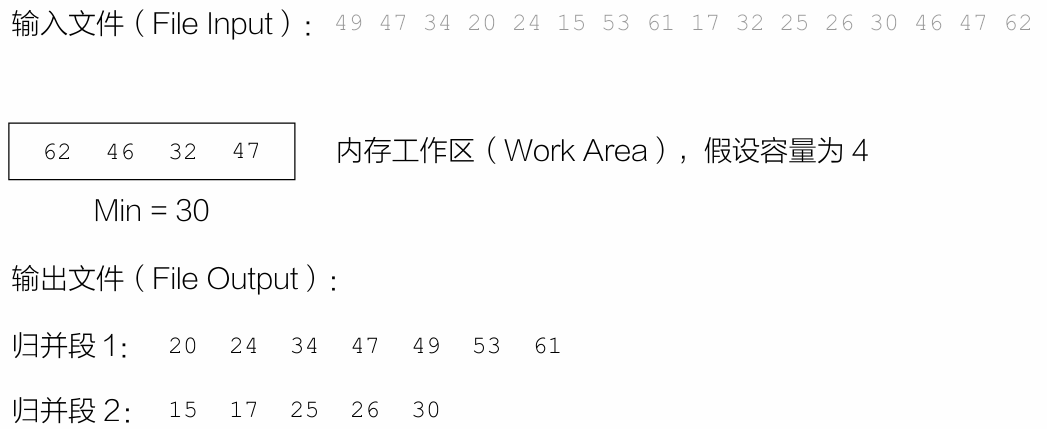 输入文件（File Input）： 49 47 34 20 24 15 53 61 17 32 25 26 30 46 47 62
62 46 32 47 内存工作区（Work Area），假设容量为 4
Min = 30
输出文件（File Output）：
归并段 1： 20 24 34 47 49 53 61
归并段 2： 15 17 25 26 30